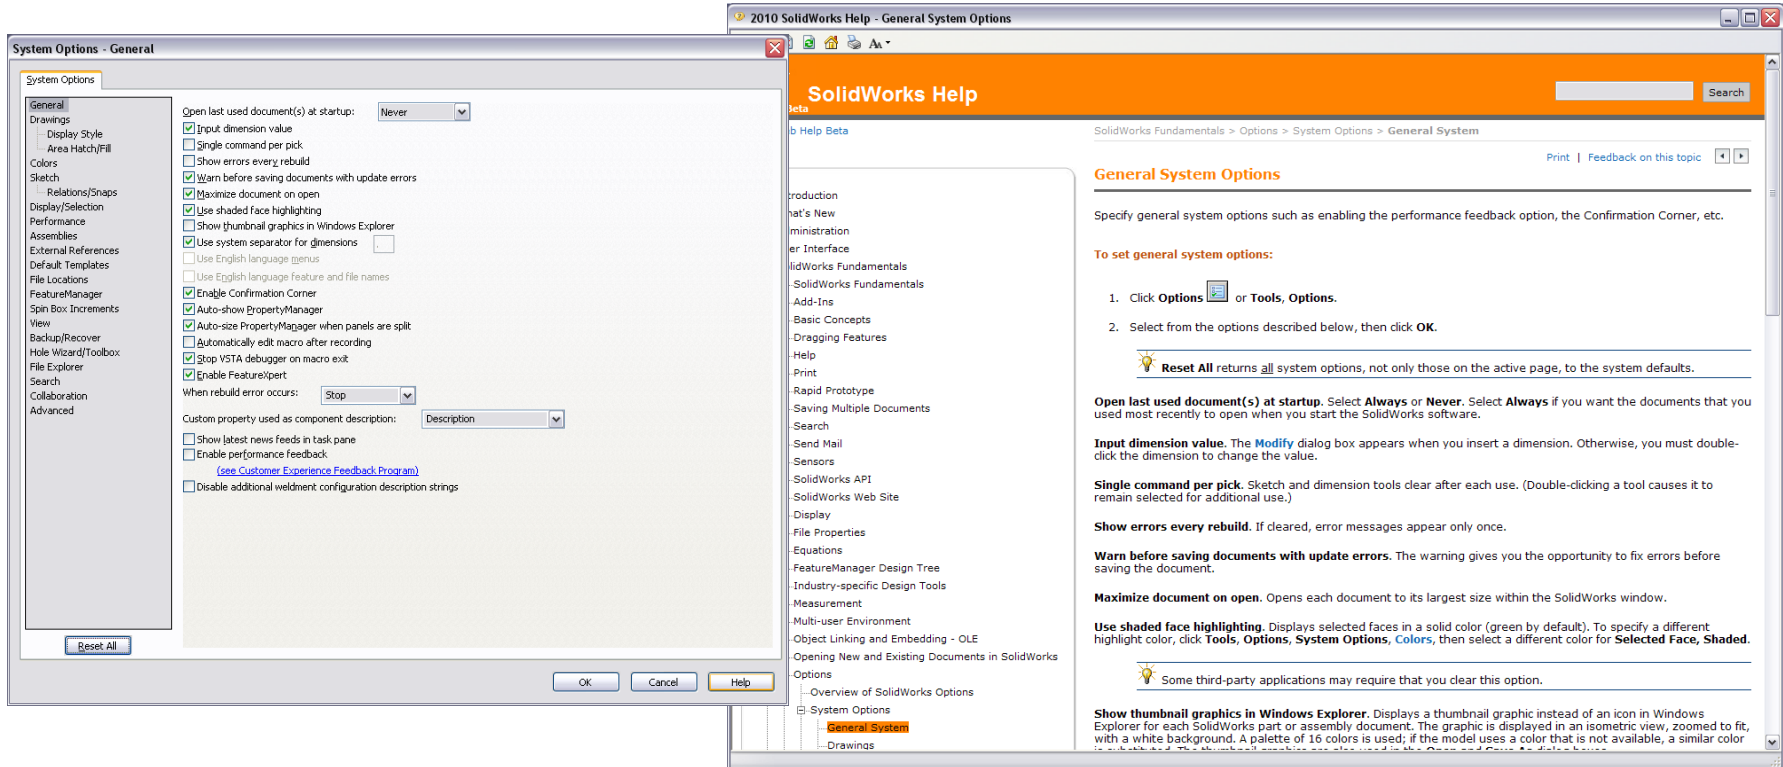 System Options - General
System Options
General
Drawings
Display Style
Area Hatch/Fill
Colors
Sketch
Relations/Snaps
Display/Selection
Performance
Assemblies
External References
Default Templates
File Locations
FeatureManager
Spin Box Increments
View
Backup/Recover
Hole Wizard/Toolbox
File Explorer
Search
Collaboration
Advanced
Reset All
Open last used document(s) at startup: Never
Input dimension value
Single command per pick
Show errors every rebuild
Warn before saving documents with update errors
Maximize document on open
Use shaded face highlighting
Show thumbnail graphics in Windows Explorer
Use system separator for dimensions .
Use English language menus
Use English language feature and file names
Enable Confirmation Corner
Auto-show PropertyManager
Auto-size PropertyManager when panels are split
Automatically edit macro after recording
Stop VSTA debugger on macro exit
Enable FeatureXpert
When rebuild error occurs: Stop
Custom property used as component description: Description
Show latest news feeds in task pane
Enable performance feedback
(see Customer Experience Feedback Program)
Disable additional weldment configuration description strings
OK Cancel Help
2010 SolidWorks Help - General System Options
SolidWorks Help
Beta
Search
b Help Beta
troduction
at's New
ministration
er Interface
lidWorks Fundamentals
SolidWorks Fundamentals
Add-Ins
Basic Concepts
Dragging Features
Help
Print
Rapid Prototype
Saving Multiple Documents
Search
Send Mail
Sensors
SolidWorks API
SolidWorks Web Site
Display
File Properties
Equations
FeatureManager Design Tree
Industry-specific Design Tools
Measurement
Multi-user Environment
Object Linking and Embedding - OLE
Opening New and Existing Documents in SolidWorks
Options
Overview of SolidWorks Options
System Options
General System
Drawings
SolidWorks Fundamentals > Options > System Options > General System
Print | Feedback on this topic
General System Options
Specify general system options such as enabling the performance feedback option, the Confirmation Corner, etc.
To set general system options:
1. Click Options or Tools, Options.
2. Select from the options described below, then click OK.
Reset All returns all system options, not only those on the active page, to the system defaults.
Open last used document(s) at startup. Select Always or Never. Select Always if you want the documents that you
used most recently to open when you start the SolidWorks software.
Input dimension value. The Modify dialog box appears when you insert a dimension. Otherwise, you must double-
click the dimension to change the value.
Single command per pick. Sketch and dimension tools clear after each use. (Double-clicking a tool causes it to
remain selected for additional use.)
Show errors every rebuild. If cleared, error messages appear only once.
Warn before saving documents with update errors. The warning gives you the opportunity to fix errors before
saving the document.
Maximize document on open. Opens each document to its largest size within the SolidWorks window.
Use shaded face highlighting. Displays selected faces in a solid color (green by default). To specify a different
highlight color, click Tools, Options, System Options, Colors, then select a different color for Selected Face, Shaded.
Some third-party applications may require that you clear this option.
Show thumbnail graphics in Windows Explorer. Displays a thumbnail graphic instead of an icon in Windows
Explorer for each SolidWorks part or assembly document. The graphic is displayed in an isometric view, zoomed to fit,
with a white background. A palette of 16 colors is used; if the model uses a color that is not available, a similar color